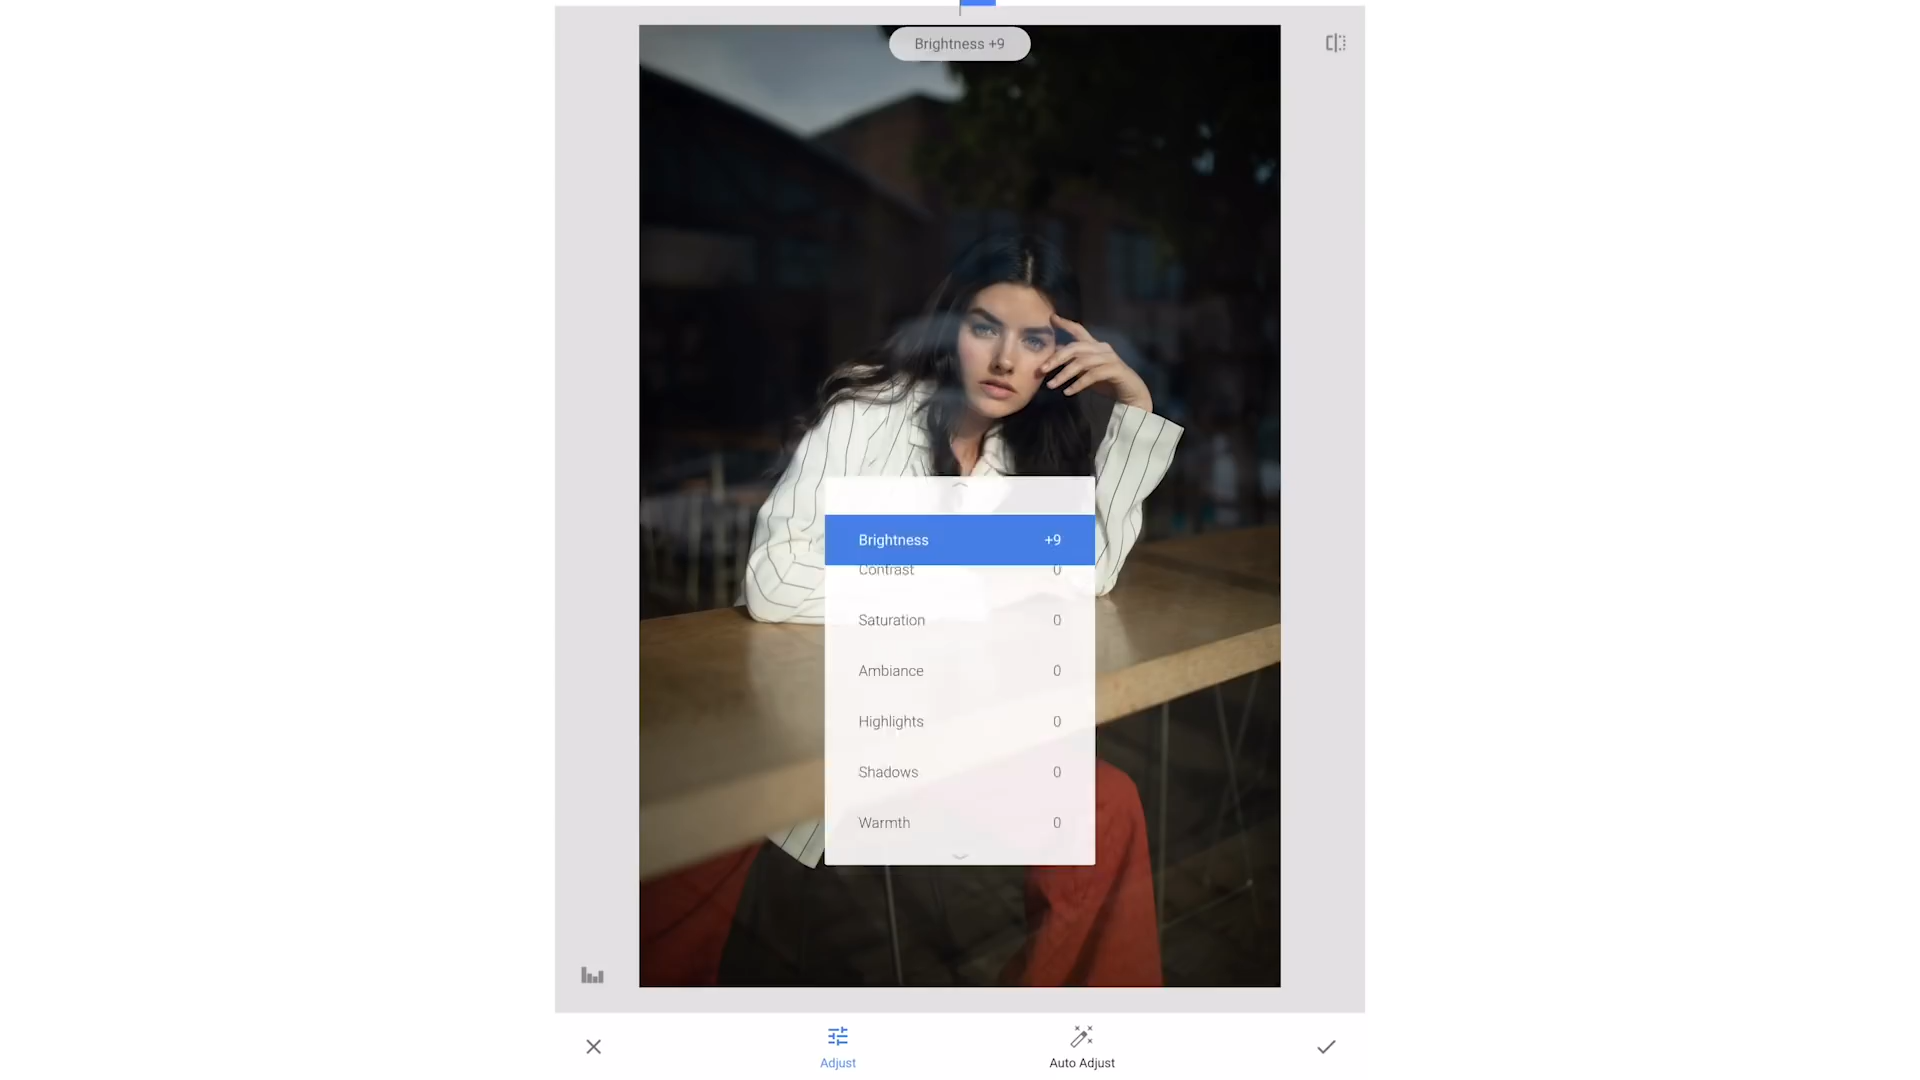 Brightness +9
Brightness +9
Contrast 0
Saturation 0
Ambiance 0
Highlights 0
Shadows 0
Warmth 0
Adjust
Auto Adjust